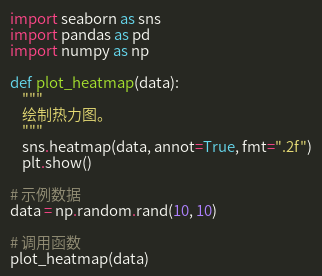 import seaborn as sns
import pandas as pd
import numpy as np

def plot_heatmap(data):
    """
    绘制热力图。
    """
    sns.heatmap(data, annot=True, fmt=".2f")
    plt.show()

# 示例数据
data = np.random.rand(10, 10)

# 调用函数
plot_heatmap(data)